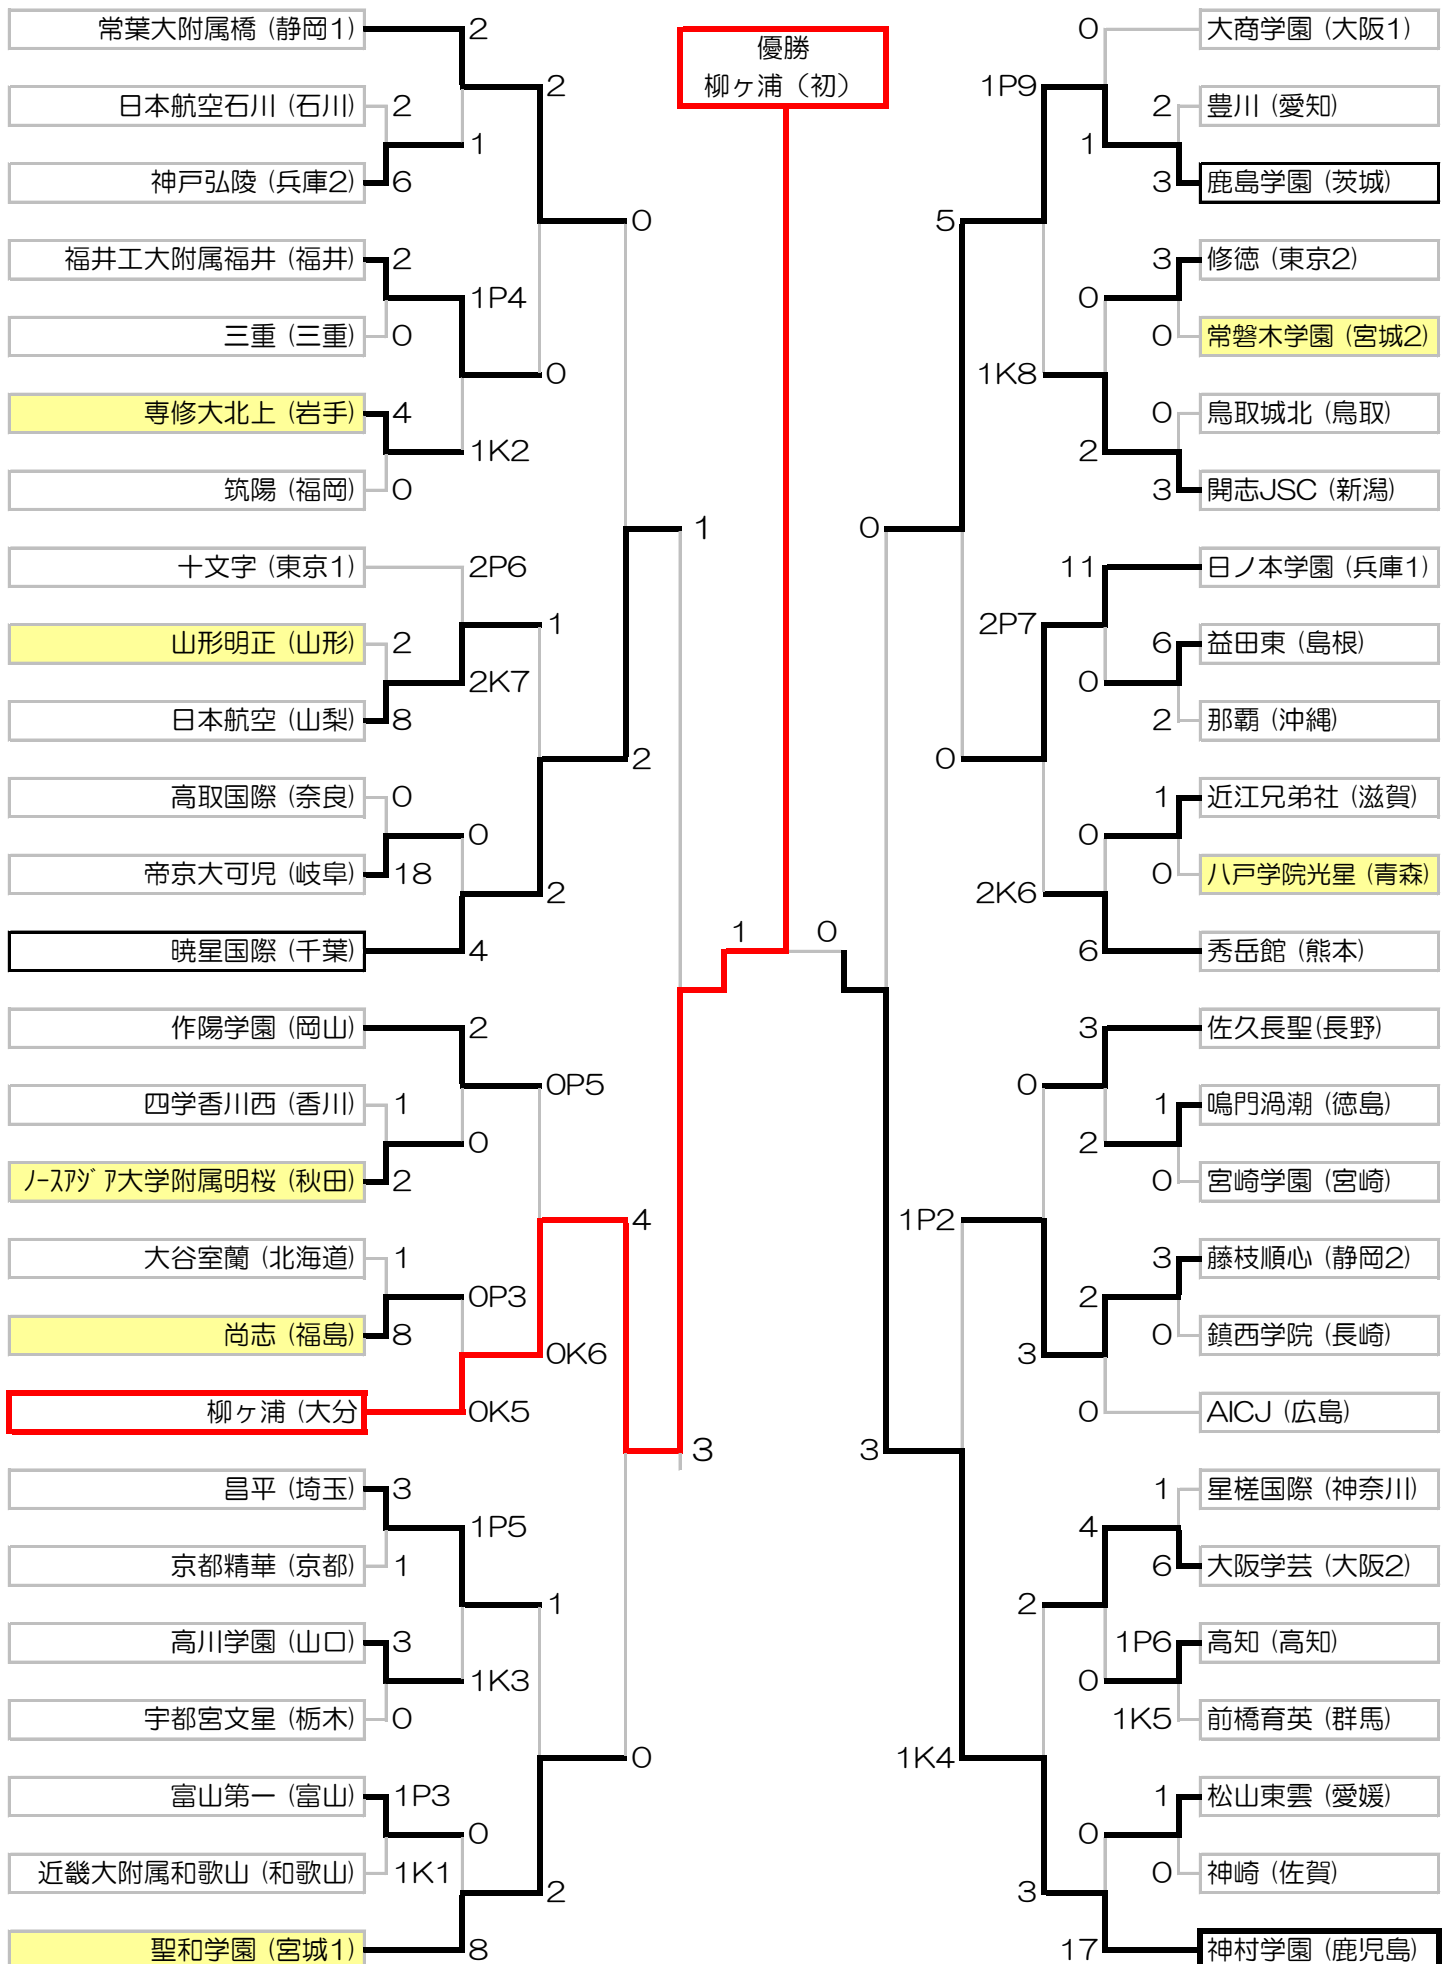 優勝
柳ヶ浦（初）
常葉大附属橘 (静岡1)
2
2
日本航空石川 (石川)
2
1
神戸弘陵 (兵庫2)
6
0
福井工大附属福井 (福井)
2
1P4
三重 (三重)
0
0
専修大北上 (岩手)
4
1K2
筑陽 (福岡)
0
1
十文字 (東京1)
2P6
1
山形明正 (山形)
2
2K7
日本航空 (山梨)
8
2
高取国際 (奈良)
0
0
帝京大可児 (岐阜)
18
2
暁星国際 (千葉)
4
1
0
作陽学園 (岡山)
2
0P5
四学香川西 (香川)
1
0
ﾉｰｽｱｼﾞｱ大学附属明桜 (秋田)
2
4
大谷室蘭 (北海道)
1
0P3
尚志 (福島)
8
0K6
柳ヶ浦 (大分
0K5
3
昌平 (埼玉)
3
1P5
京都精華 (京都)
1
1
高川学園 (山口)
3
1K3
宇都宮文星 (栃木)
0
0
富山第一 (富山)
1P3
0
近畿大附属和歌山 (和歌山)
1K1
2
聖和学園 (宮城1)
8
0
大商学園 (大阪1)
1P9
2
豊川 (愛知)
1
3
鹿島学園 (茨城)
5
3
修徳 (東京2)
0
0
常磐木学園 (宮城2)
1K8
0
鳥取城北 (鳥取)
2
3
開志JSC (新潟)
0
11
日ノ本学園 (兵庫1)
2P7
6
益田東 (島根)
0
2
那覇 (沖縄)
0
1
近江兄弟社 (滋賀)
0
0
八戸学院光星 (青森)
2K6
6
秀岳館 (熊本)
3
佐久長聖(長野)
0
1
鳴門渦潮 (徳島)
2
0
宮崎学園 (宮崎)
1P2
3
藤枝順心 (静岡2)
2
0
鎮西学院 (長崎)
3
0
AICJ (広島)
3
1
星槎国際 (神奈川)
4
6
大阪学芸 (大阪2)
2
1P6
高知 (高知)
0
1K5
前橋育英 (群馬)
1K4
1
松山東雲 (愛媛)
0
0
神崎 (佐賀)
3
17
神村学園 (鹿児島)